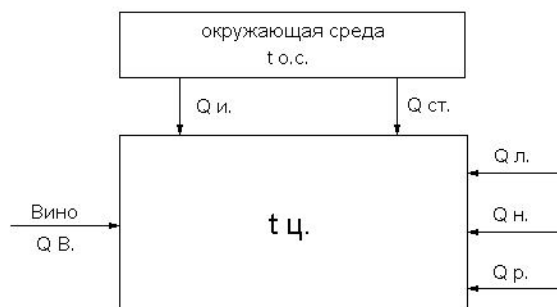 окружающая среда
t о.с.
Q и.
Q ст.
Q л.
Вино
Q В.
t ц.
Q н.
Q р.